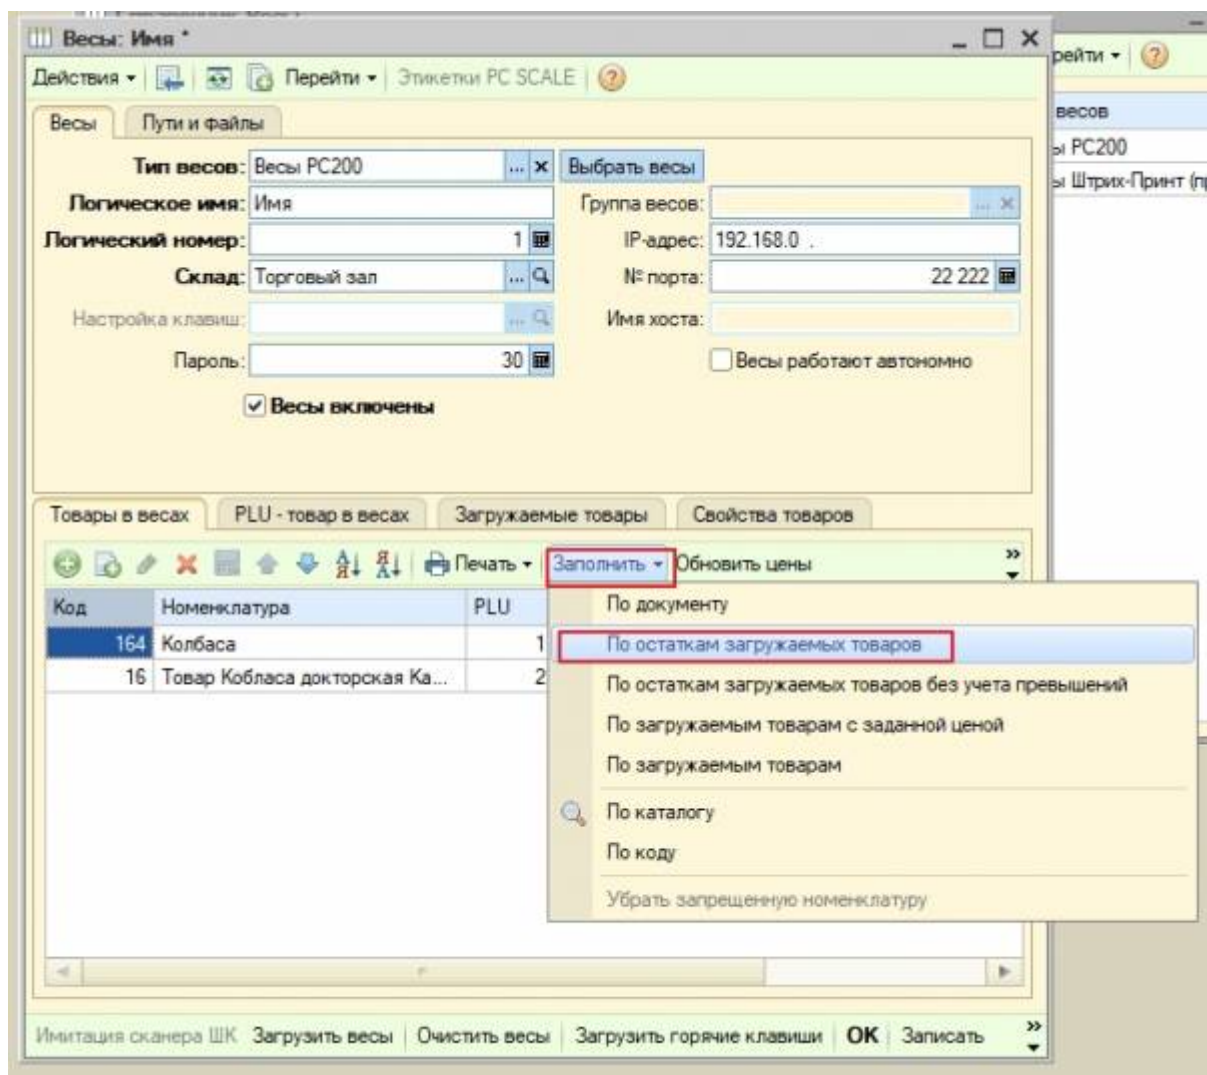 Весы: Имя *
Действия Перейти Этикетки PC SCALE
рейти
Весы Пути и файлы
весов
Тип весов: Весы PC200 ... Выбрать весы
ы PC200
Логическое имя: Имя Группа весов: ...
ы Штрих-Принт (п
Логический номер: 1 IP-адрес: 192.168.0 .
Склад: Торговый зал ... № порта: 22 222
Настройка клавиш: ... Имя хоста:
Пароль: 30 Весы работают автономно
Весы включены
Товары в весах PLU - товар в весах Загружаемые товары Свойства товаров
Печать Заполнить Обновить цены
Код Номенклатура PLU
По документу
164 Колбаса 1
По остаткам загружаемых товаров
16 Товар Кобласа докторская Ка... 2
По остаткам загружаемых товаров без учета превышений
По загружаемым товарам с заданной ценой
По загружаемым товарам
По каталогу
По коду
Убрать запрещенную номенклатуру
Имитация сканера ШК Загрузить весы Очистить весы Загрузить горячие клавиши OK Записать